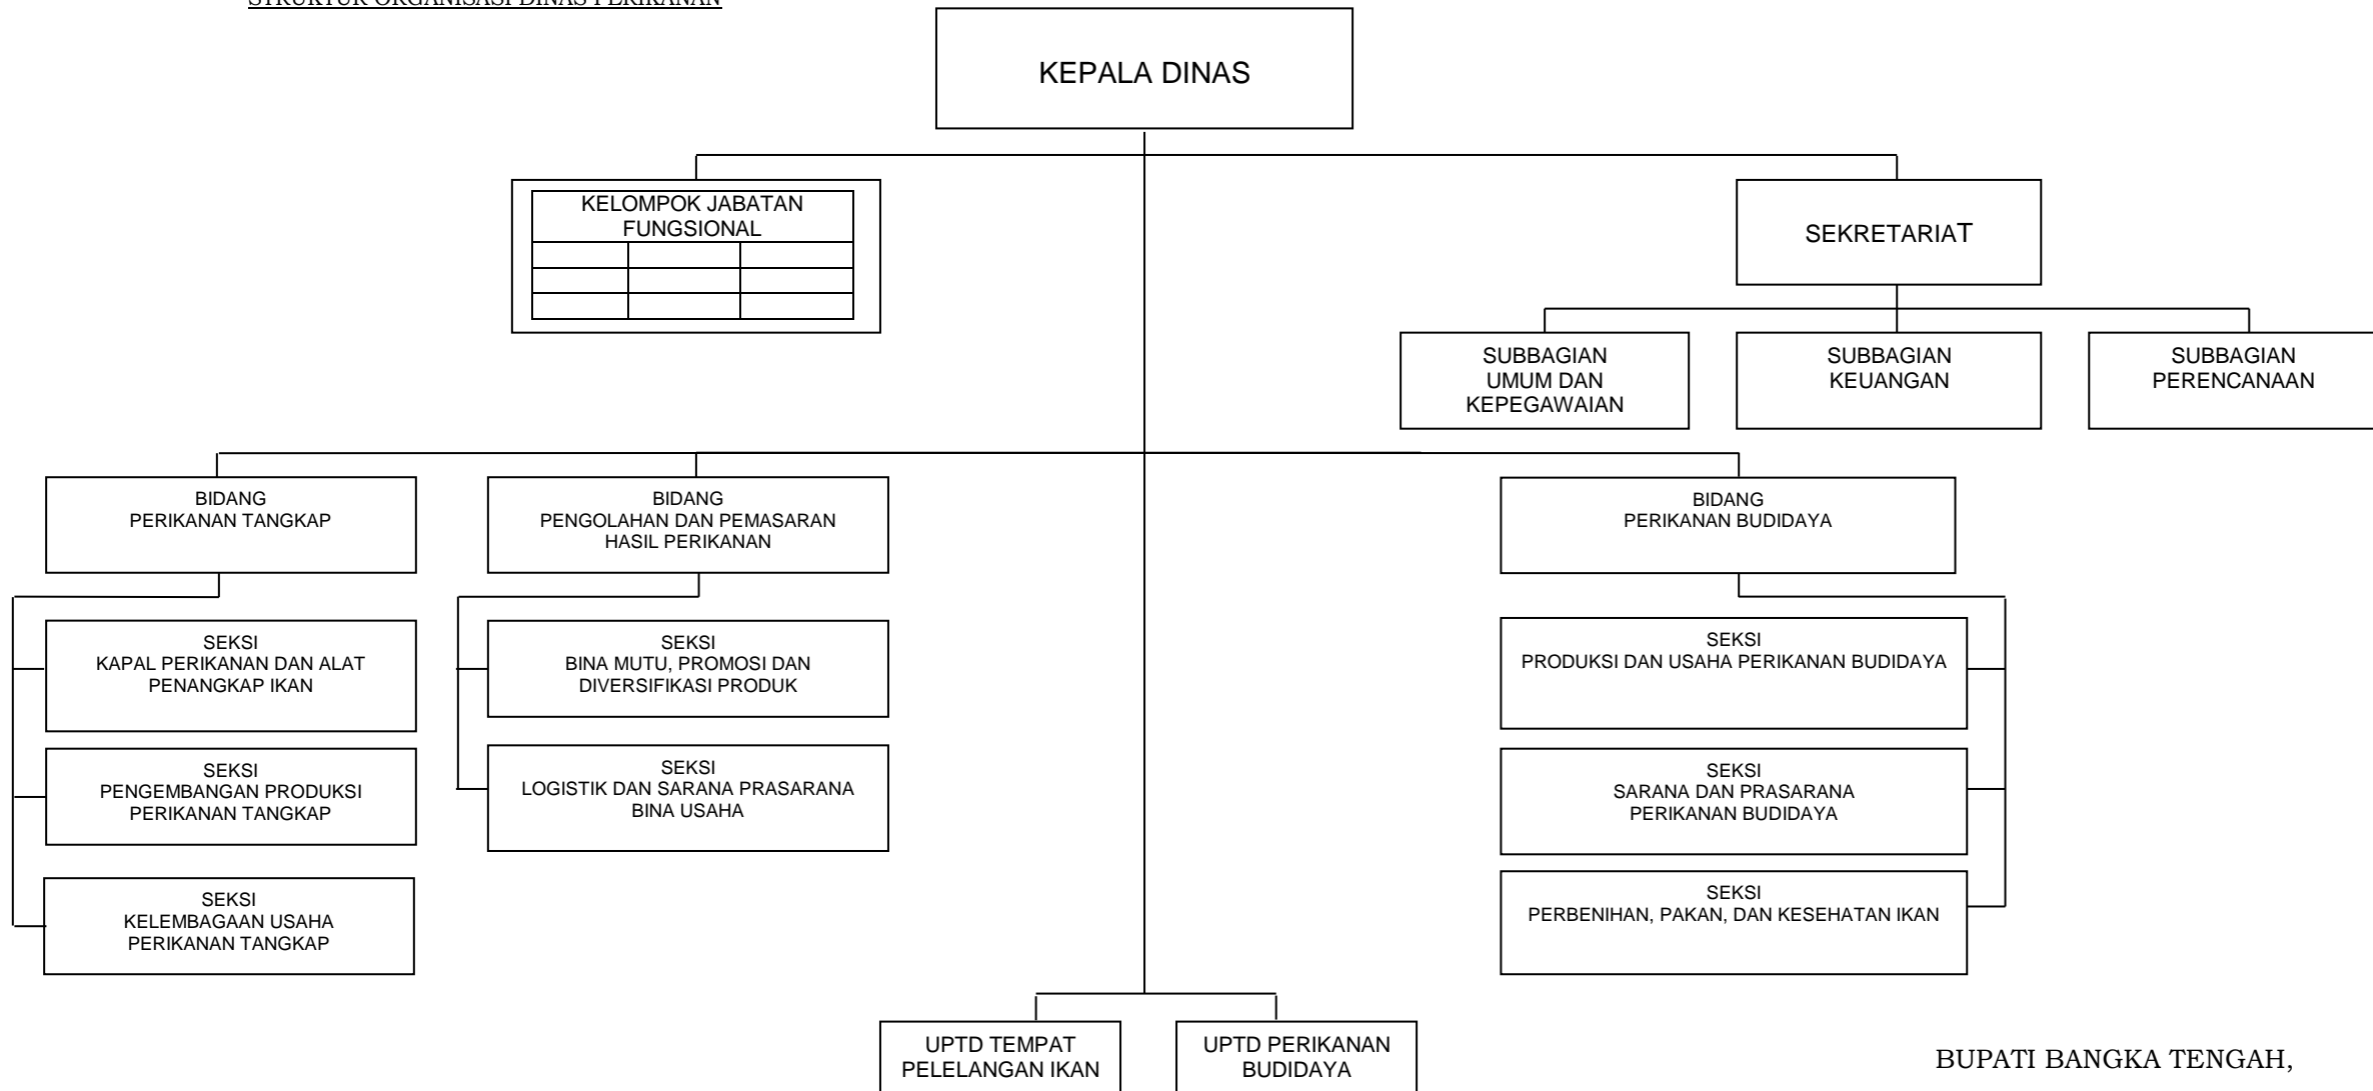 STRUKTUR ORGANISASI DINAS PERIKANAN
KEPALA DINAS
KELOMPOK JABATAN
FUNGSIONAL
SEKRETARIAT
SUBBAGIAN
UMUM DAN
KEPEGAWAIAN
SUBBAGIAN
KEUANGAN
SUBBAGIAN
PERENCANAAN
BIDANG
PERIKANAN TANGKAP
BIDANG
PENGOLAHAN DAN PEMASARAN
HASIL PERIKANAN
BIDANG
PERIKANAN BUDIDAYA
SEKSI
KAPAL PERIKANAN DAN ALAT
PENANGKAP IKAN
SEKSI
PENGEMBANGAN PRODUKSI
PERIKANAN TANGKAP
SEKSI
KELEMBAGAAN USAHA
PERIKANAN TANGKAP
SEKSI
BINA MUTU, PROMOSI DAN
DIVERSIFIKASI PRODUK
SEKSI
LOGISTIK DAN SARANA PRASARANA
BINA USAHA
SEKSI
PRODUKSI DAN USAHA PERIKANAN BUDIDAYA
SEKSI
SARANA DAN PRASARANA
PERIKANAN BUDIDAYA
SEKSI
PERBENIHAN, PAKAN, DAN KESEHATAN IKAN
UPTD TEMPAT
PELELANGAN IKAN
UPTD PERIKANAN
BUDIDAYA
BUPATI BANGKA TENGAH,